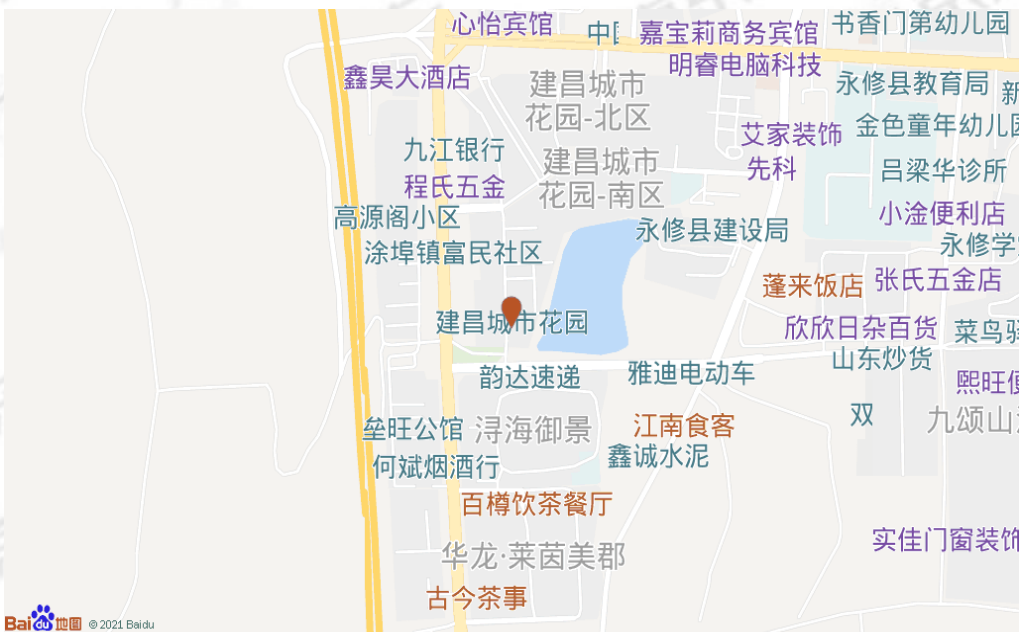 心怡宾馆
嘉宝莉商务宾馆
书香门第幼儿园
中
明睿电脑科技
鑫昊大酒店
建昌城市
花园-北区
永修县教育局
新
艾家装饰
金色童年幼儿园
九江银行
建昌城市
花园-南区
先科
吕梁华诊所
程氏五金
高源阁小区
小淦便利店
永修县建设局
永修学
涂埠镇富民社区
蓬来饭店
张氏五金店
建昌城市花园
欣欣日杂百货
菜鸟驿
山东炒货
韵达速递
雅迪电动车
熙旺便
双
九颂山
垒旺公馆
浔海御景
江南食客
何斌烟酒行
鑫诚水泥
百樽饮茶餐厅
实佳门窗装饰
华龙·莱茵美郡
古今茶事
Bai du 地图 © 2021 Baidu